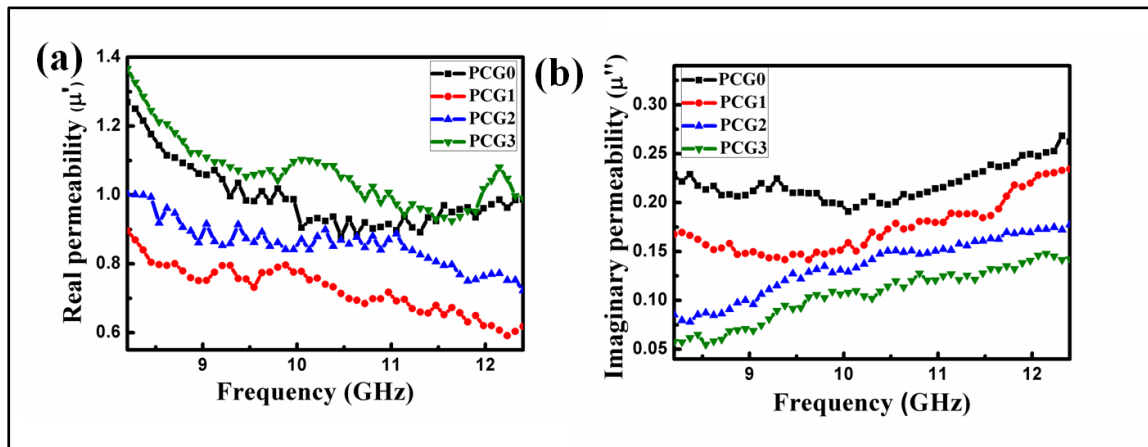 (a)
Real permeability (μ')
1.4
1.2
1.0
0.8
0.6
PCG0
PCG1
PCG2
PCG3
9
10
11
12
Frequency (GHz)
(b)
Imaginary permeability (μ'')
0.30
0.25
0.20
0.15
0.10
0.05
PCG0
PCG1
PCG2
PCG3
9
10
11
12
Frequency (GHz)